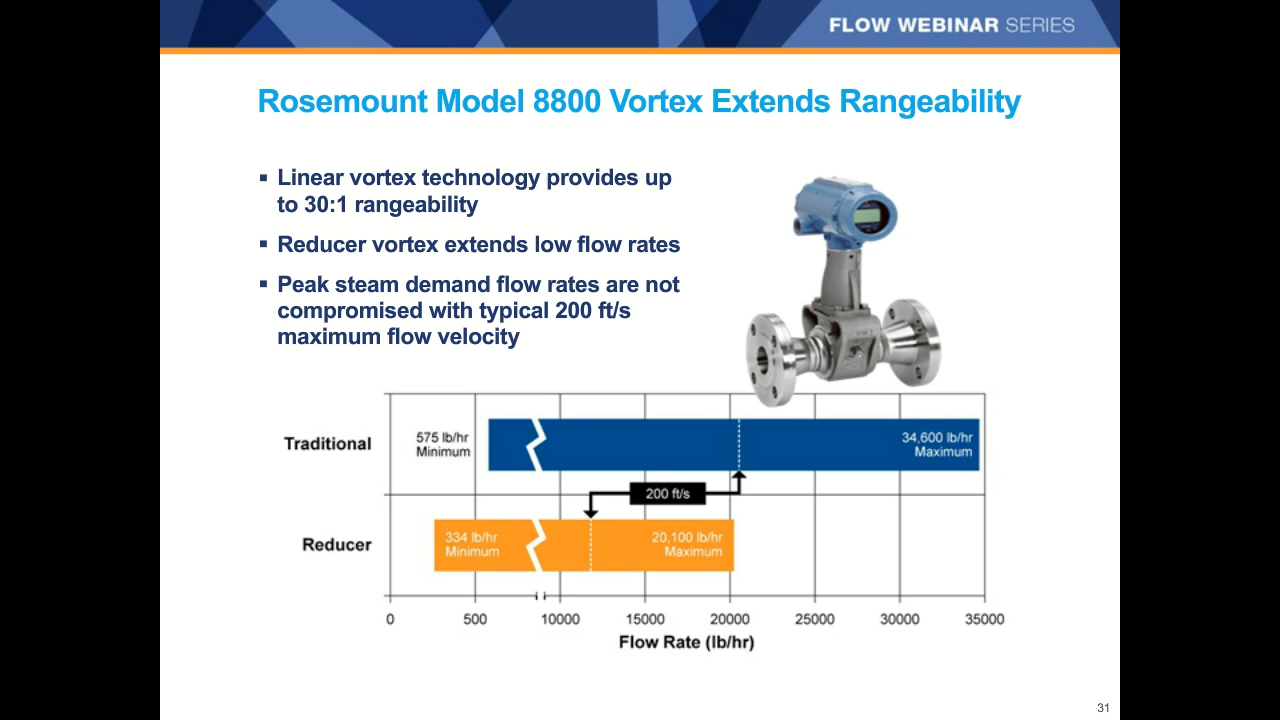 FLOW WEBINAR SERIES
Rosemount Model 8800 Vortex Extends Rangeability
▪ Linear vortex technology provides up
to 30:1 rangeability
▪ Reducer vortex extends low flow rates
▪ Peak steam demand flow rates are not
compromised with typical 200 ft/s
maximum flow velocity
Traditional
575 lb/hr
Minimum
34,600 lb/hr
Maximum
200 ft/s
Reducer
334 lb/hr
Minimum
20,100 lb/hr
Maximum
0 500 10000 15000 20000 25000 30000 35000
Flow Rate (lb/hr)
31